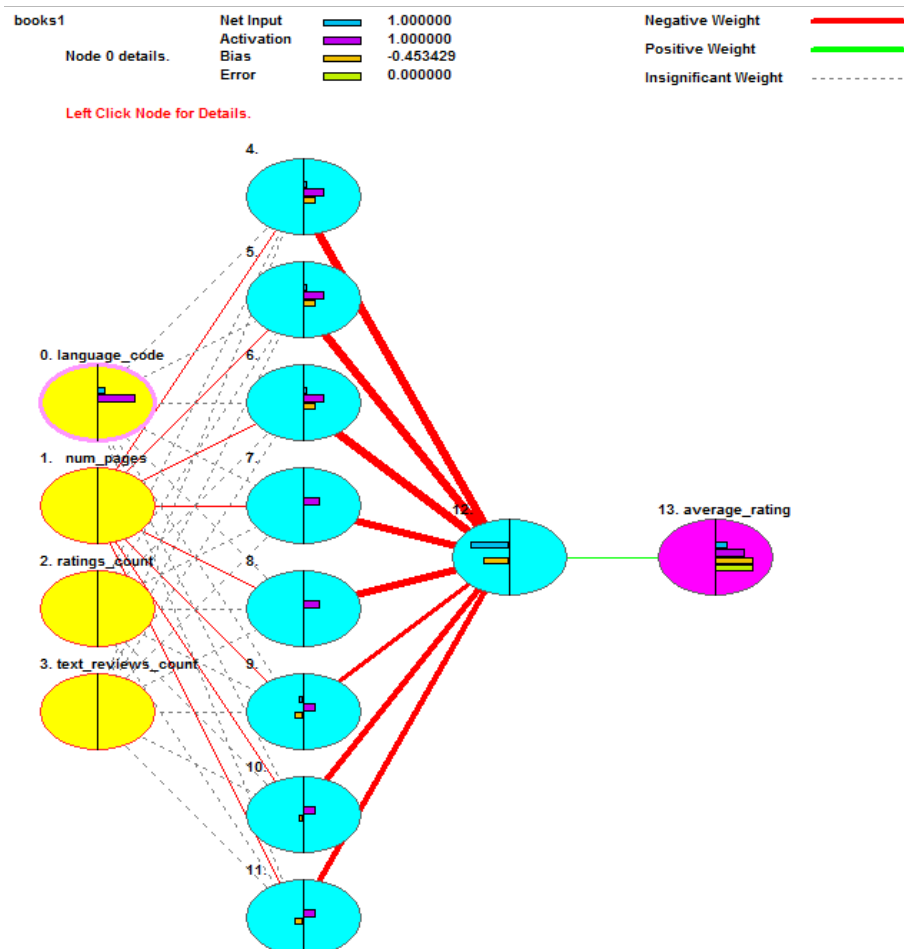 books1
Net Input 1.000000
Activation 1.000000
Node 0 details.
Bias -0.453429
Error 0.000000
Negative Weight
Positive Weight
Insignificant Weight
Left Click Node for Details.
4.
5.
6.
0. language_code
7.
1. num_pages
12.
13. average_rating
8.
2. ratings_count
9.
3. text_reviews_count
10.
11.